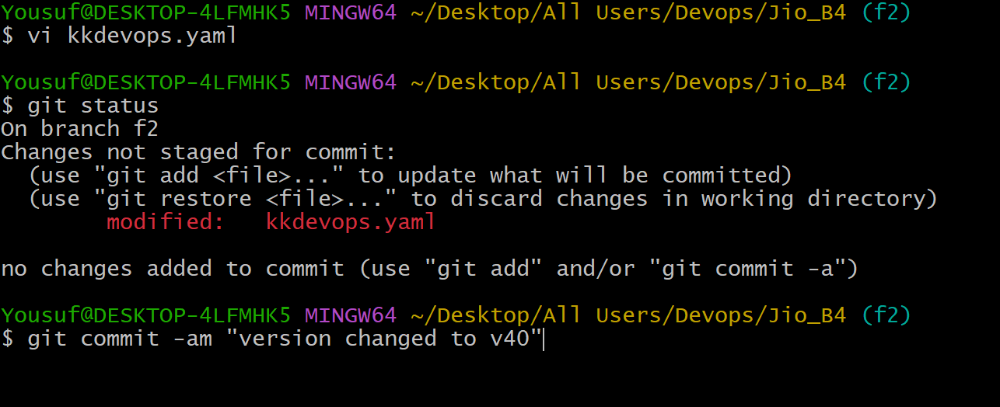 Yousuf@DESKTOP-4LFMHK5 MINGW64 ~/Desktop/All Users/Devops/Jio_B4 (f2)
$ vi kkdevops.yaml
Yousuf@DESKTOP-4LFMHK5 MINGW64 ~/Desktop/All Users/Devops/Jio_B4 (f2)
$ git status
On branch f2
Changes not staged for commit:
  (use "git add <file>..." to update what will be committed)
  (use "git restore <file>..." to discard changes in working directory)
        modified:   kkdevops.yaml
no changes added to commit (use "git add" and/or "git commit -a")
Yousuf@DESKTOP-4LFMHK5 MINGW64 ~/Desktop/All Users/Devops/Jio_B4 (f2)
$ git commit -am "version changed to v40"